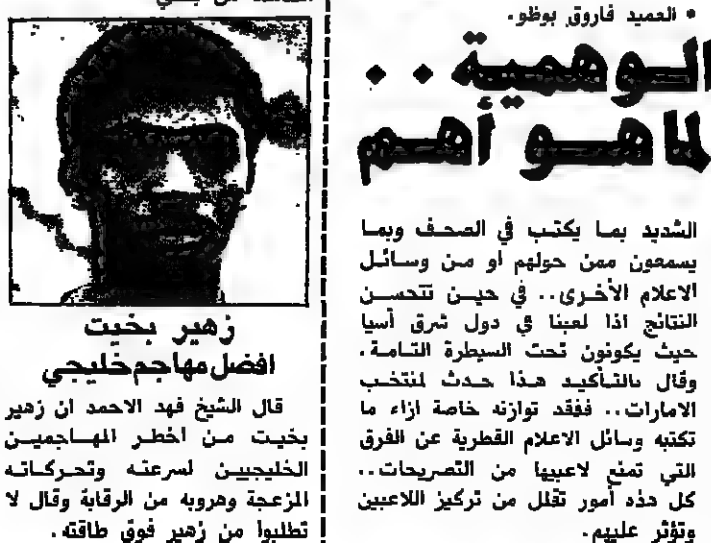 • العميد فاروق بوظو.
الوهمية . .
لما هو أهم
الشديد بما يكتب في الصحف وبما
يسمعون ممن حولهم او من وسائل
الاعلام الأخرى.. في حين تتحسن
النتائج اذا لعبنا في دول شرق آسيا
حيث يكونون تحت السيطرة التامة.
وقال بالتأكيد هذا حدث لمنتخب
الامارات.. ففقد توازنه خاصة ازاء ما
تكتبه وسائل الاعلام القطرية عن الفرق
التي تمنع لاعبيها من التصريحات..
كل هذه أمور تقلل من تركيز اللاعبين
وتؤثر عليهم.
زهير بخيت
افضل مهاجم خليجي
قال الشيخ فهد الاحمد ان زهير
بخيت من اخطر المهاجمين
الخليجيين لسرعته وتحركاته
المزعجة وهروبه من الرقابة وقال لا
تطلبوا من زهير فوق طاقته.